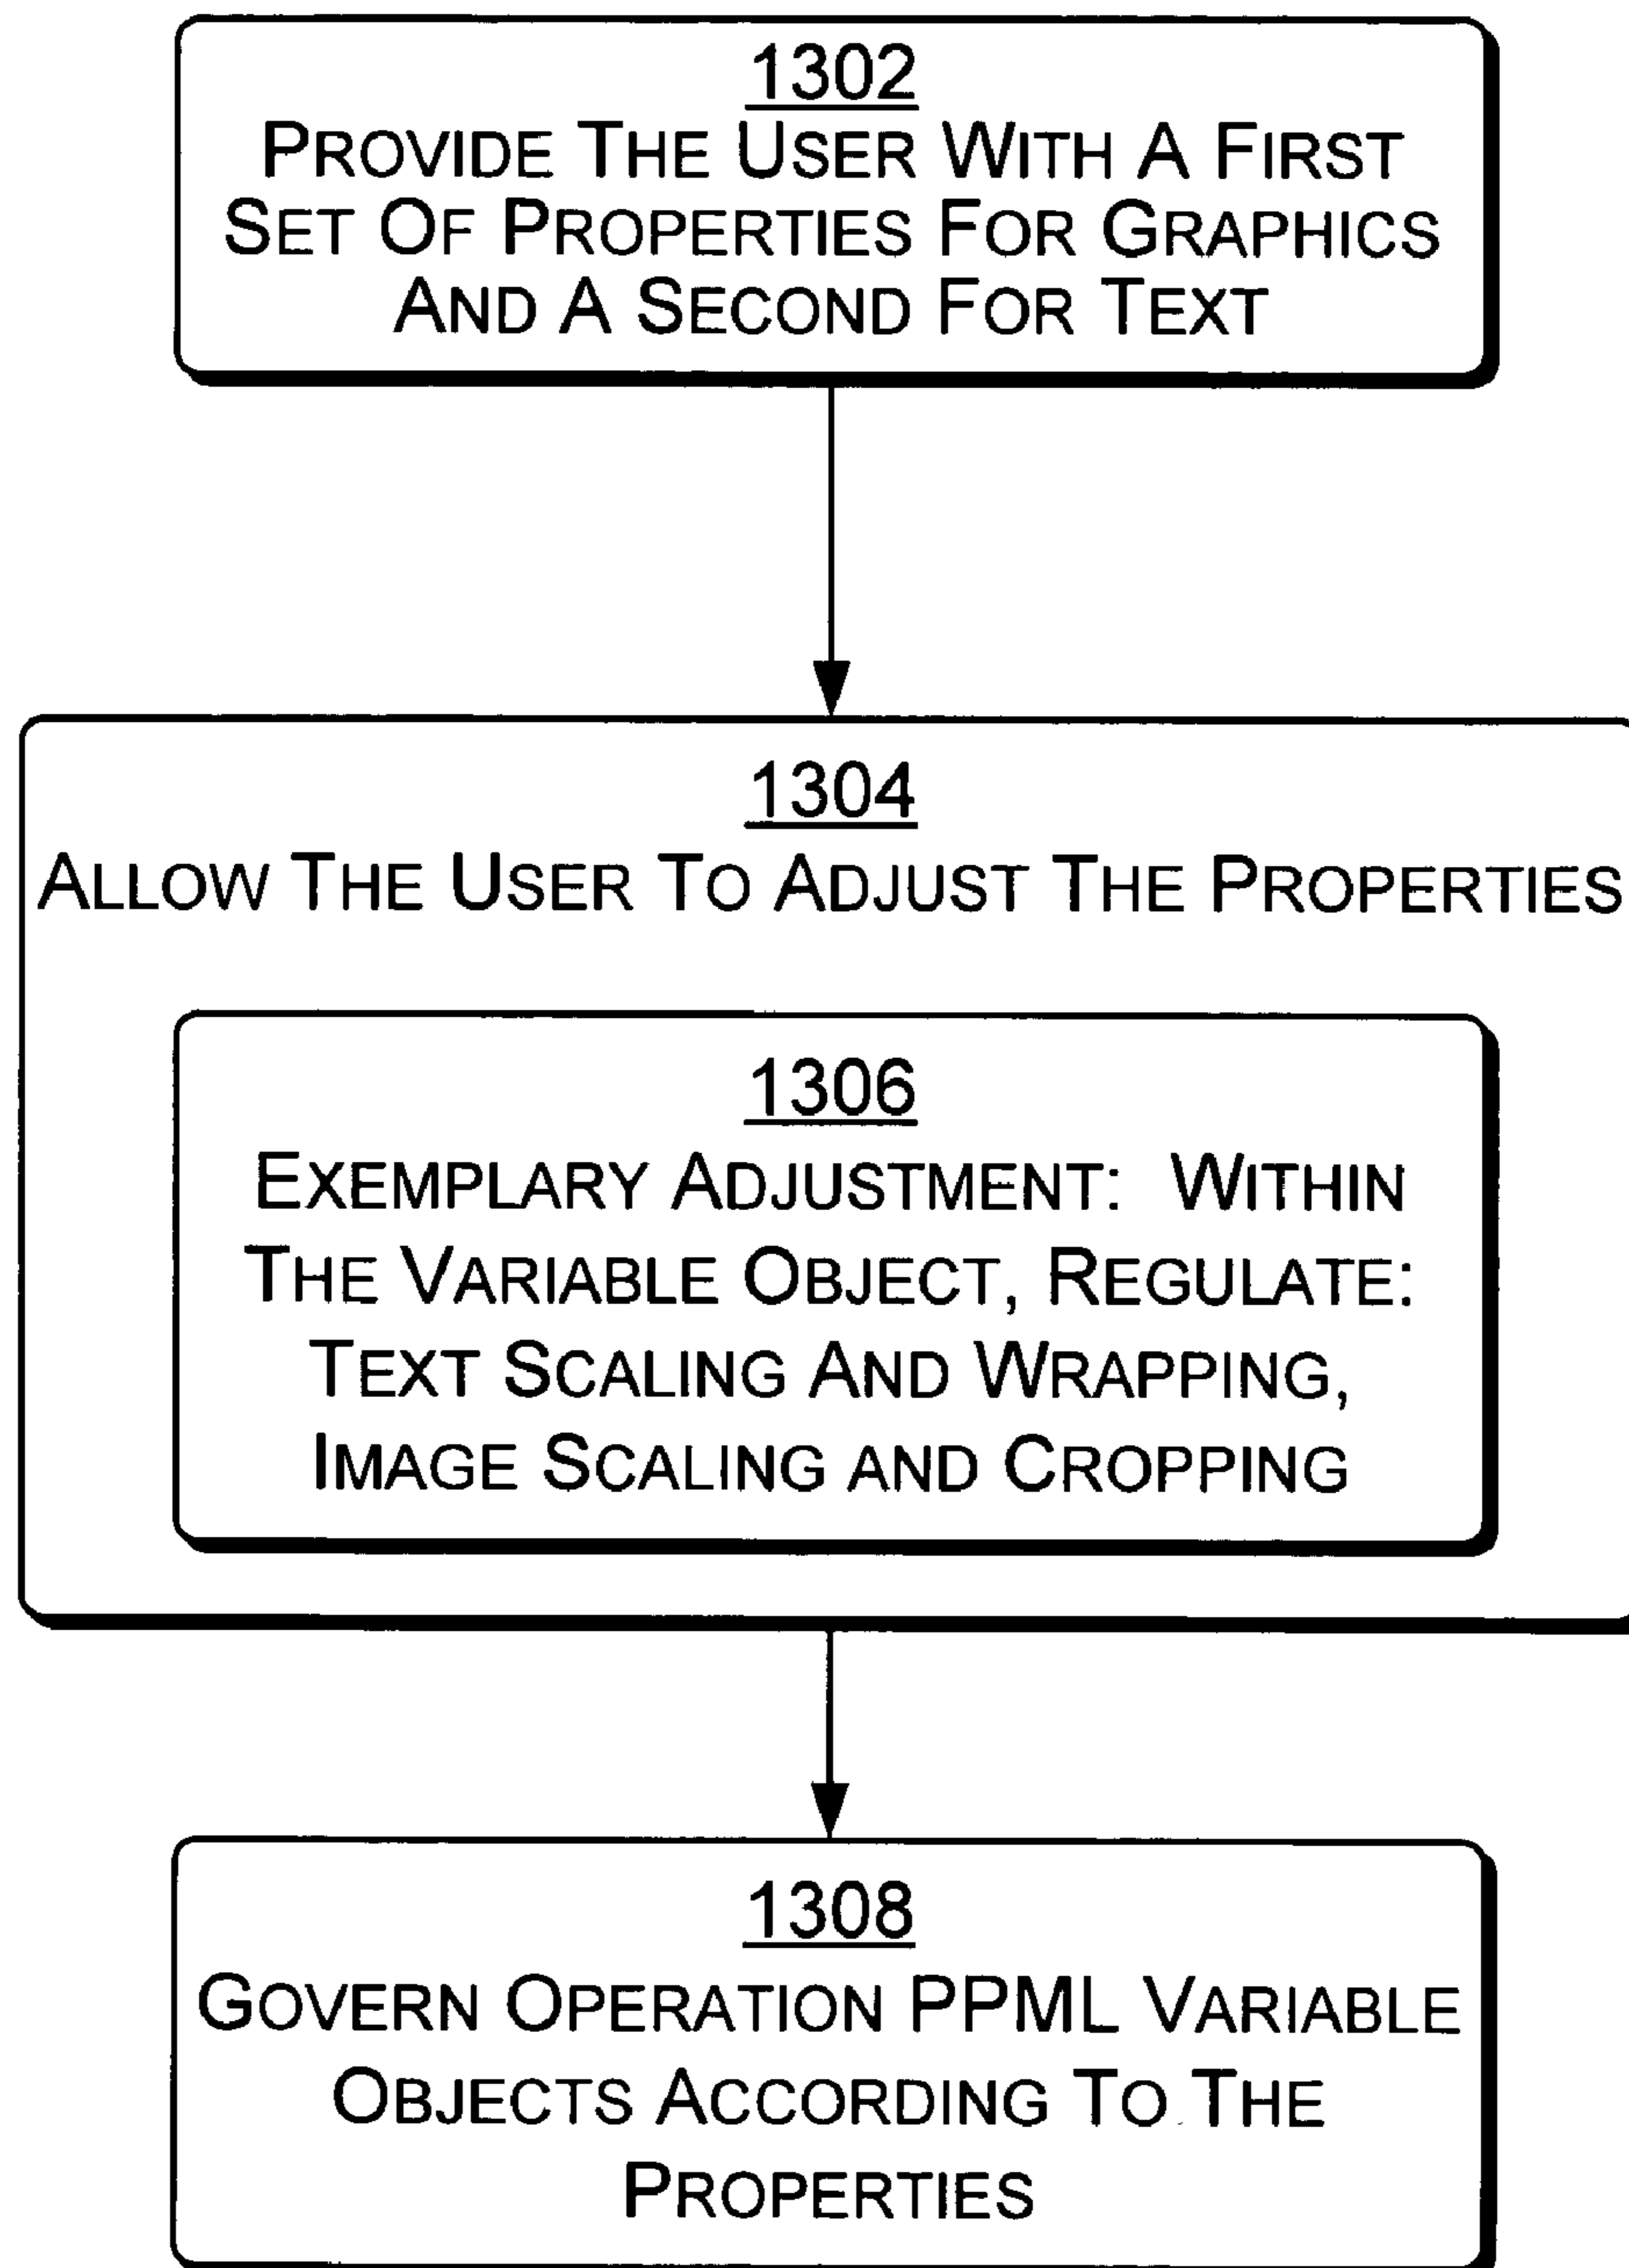 1302
PROVIDE THE USER WITH A FIRST
SET OF PROPERTIES FOR GRAPHICS
AND A SECOND FOR TEXT
1304
ALLOW THE USER TO ADJUST THE PROPERTIES
1306
EXEMPLARY ADJUSTMENT: WITHIN
THE VARIABLE OBJECT, REGULATE:
TEXT SCALING AND WRAPPING,
IMAGE SCALING AND CROPPING
1308
GOVERN OPERATION PPML VARIABLE
OBJECTS ACCORDING TO THE
PROPERTIES